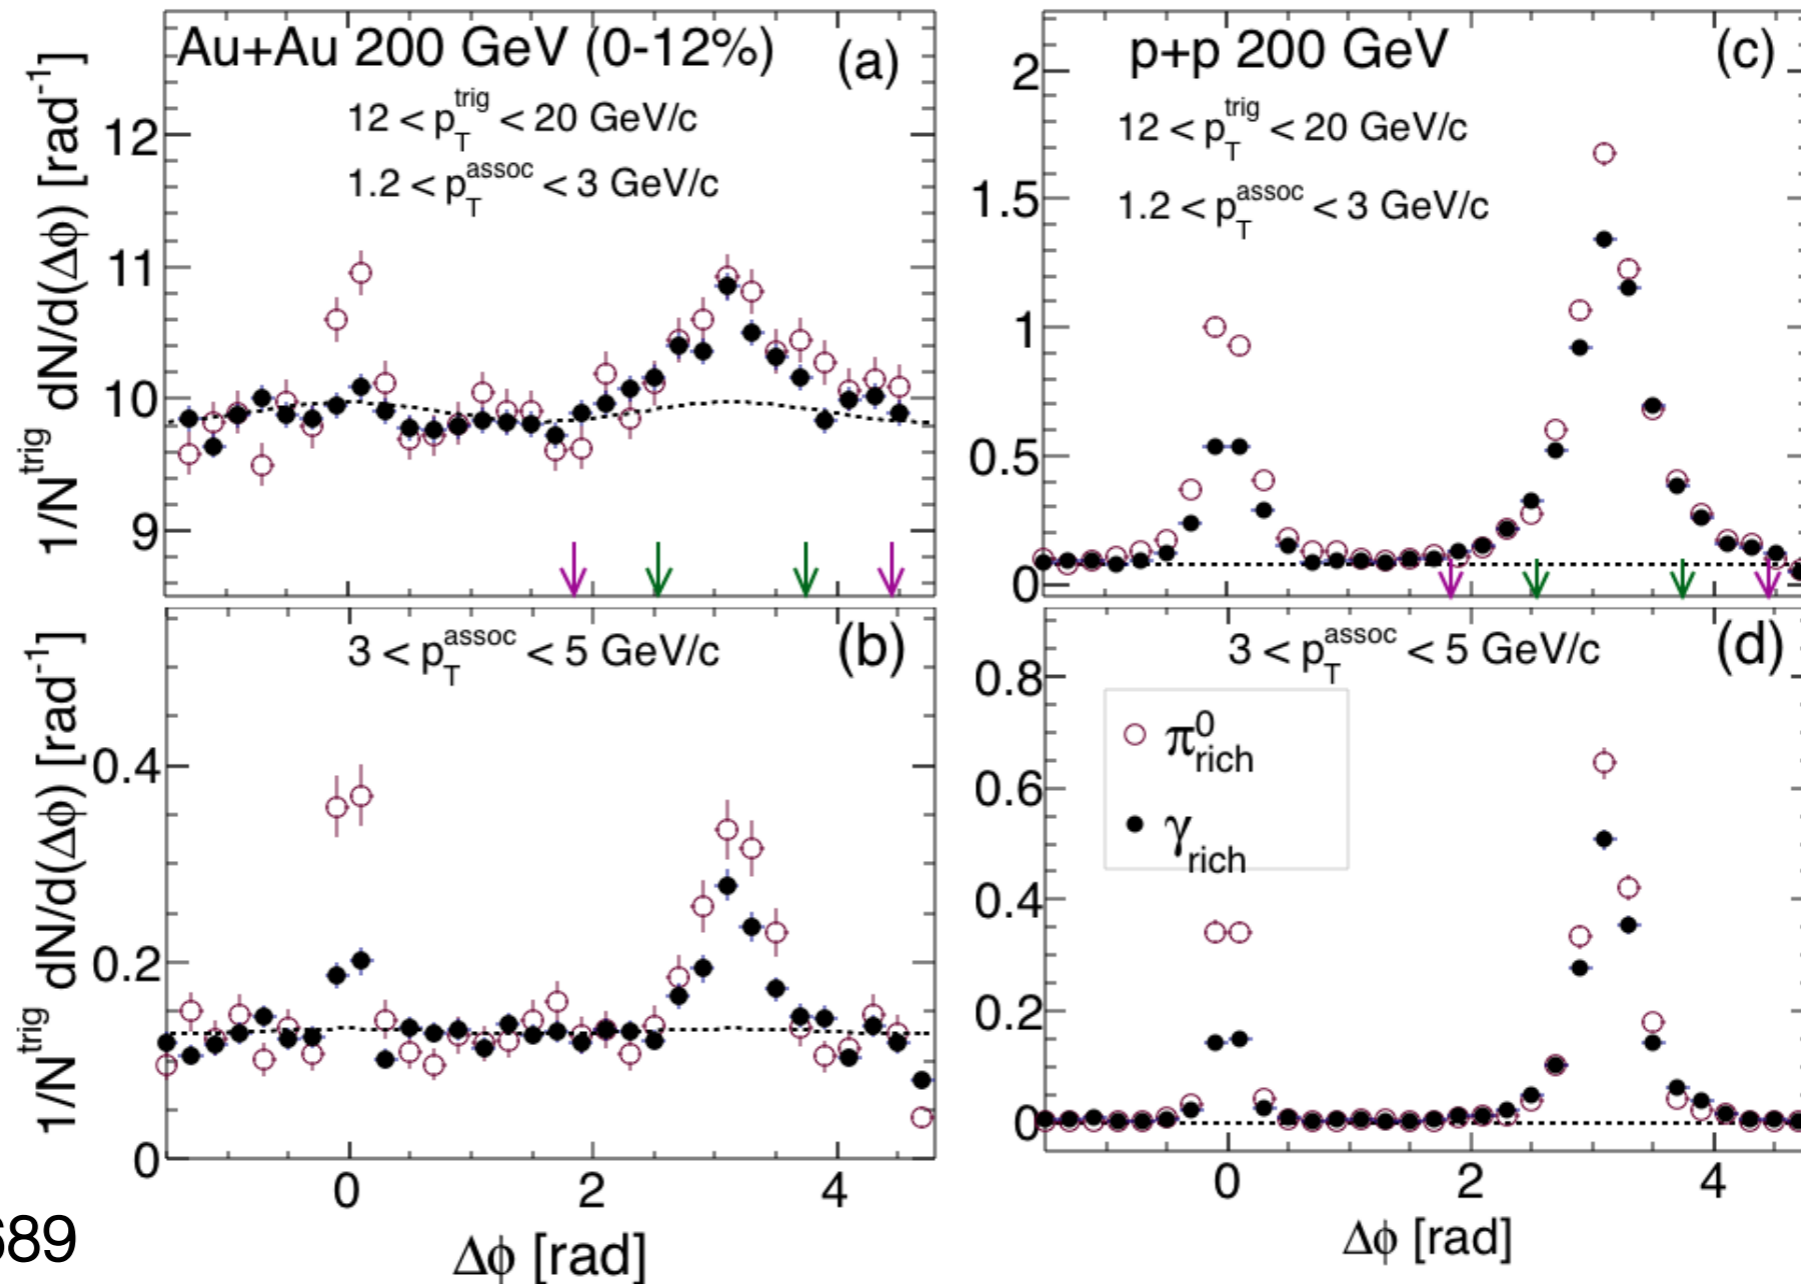 Au+Au 200 GeV (0-12%) (a)
12 < p_T^trig < 20 GeV/c
1.2 < p_T^assoc < 3 GeV/c
1/N^trig dN/d(Δϕ) [rad^-1]
12
11
10
9
p+p 200 GeV (c)
12 < p_T^trig < 20 GeV/c
1.2 < p_T^assoc < 3 GeV/c
2
1.5
1
0.5
0
3 < p_T^assoc < 5 GeV/c (b)
1/N^trig dN/d(Δϕ) [rad^-1]
0.4
0.2
0
0 2 4
Δϕ [rad]
3 < p_T^assoc < 5 GeV/c (d)
π^0_rich
γ_rich
0.8
0.6
0.4
0.2
0
0 2 4
Δϕ [rad]
689